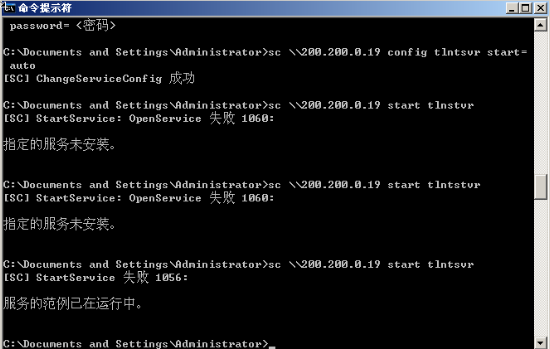 命令提示符
password= <密码>
C:\Documents and Settings\Administrator>sc \\200.200.0.19 config tlntsvr start=
auto
[SC] ChangeServiceConfig 成功
C:\Documents and Settings\Administrator>sc \\200.200.0.19 start tlnstvr
[SC] StartService: OpenService 失败 1060:
指定的服务未安装。
C:\Documents and Settings\Administrator>sc \\200.200.0.19 start tlntstvr
[SC] StartService: OpenService 失败 1060:
指定的服务未安装。
C:\Documents and Settings\Administrator>sc \\200.200.0.19 start tlntsvr
[SC] StartService 失败 1056:
服务的范例已在运行中。
C:\Documents and Settings\Administrator>_